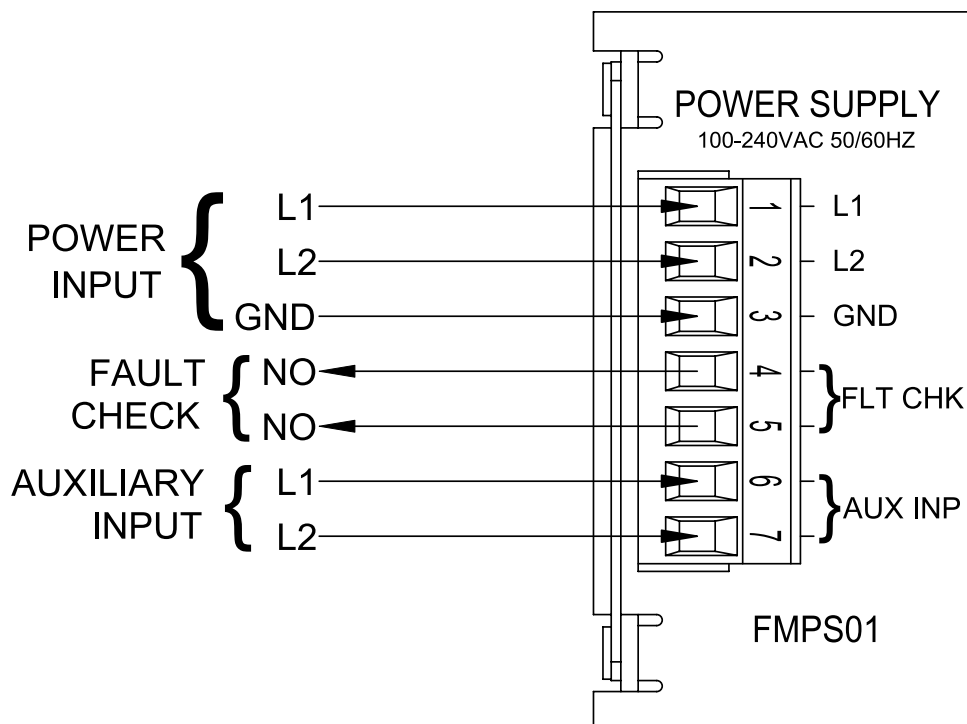 POWER SUPPLY
100-240VAC 50/60HZ
POWER
INPUT
L1
L2
GND
1
2
3
L1
L2
GND
FAULT
CHECK
NO
NO
4
5
FLT CHK
AUXILIARY
INPUT
L1
L2
6
7
AUX INP
FMPS01